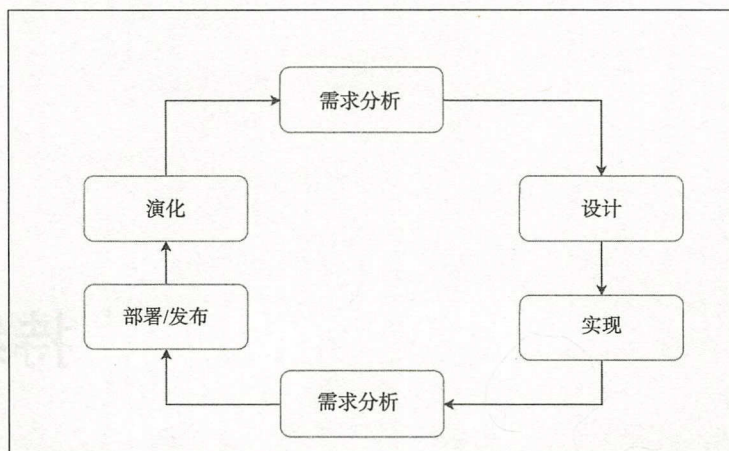 需求分析
演化
设计
部署/发布
实现
需求分析